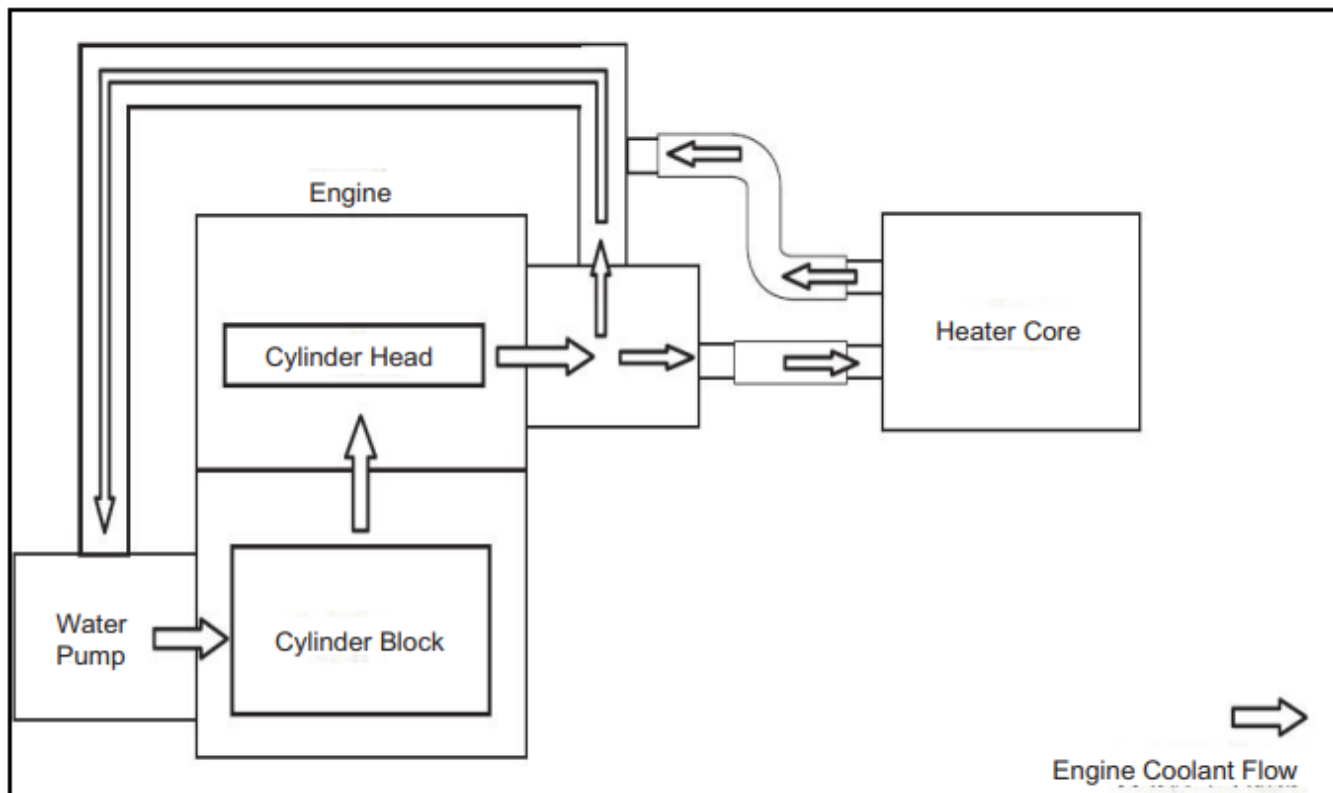 Engine
Heater Core
Cylinder Head
Water
Pump
Cylinder Block
Engine Coolant Flow